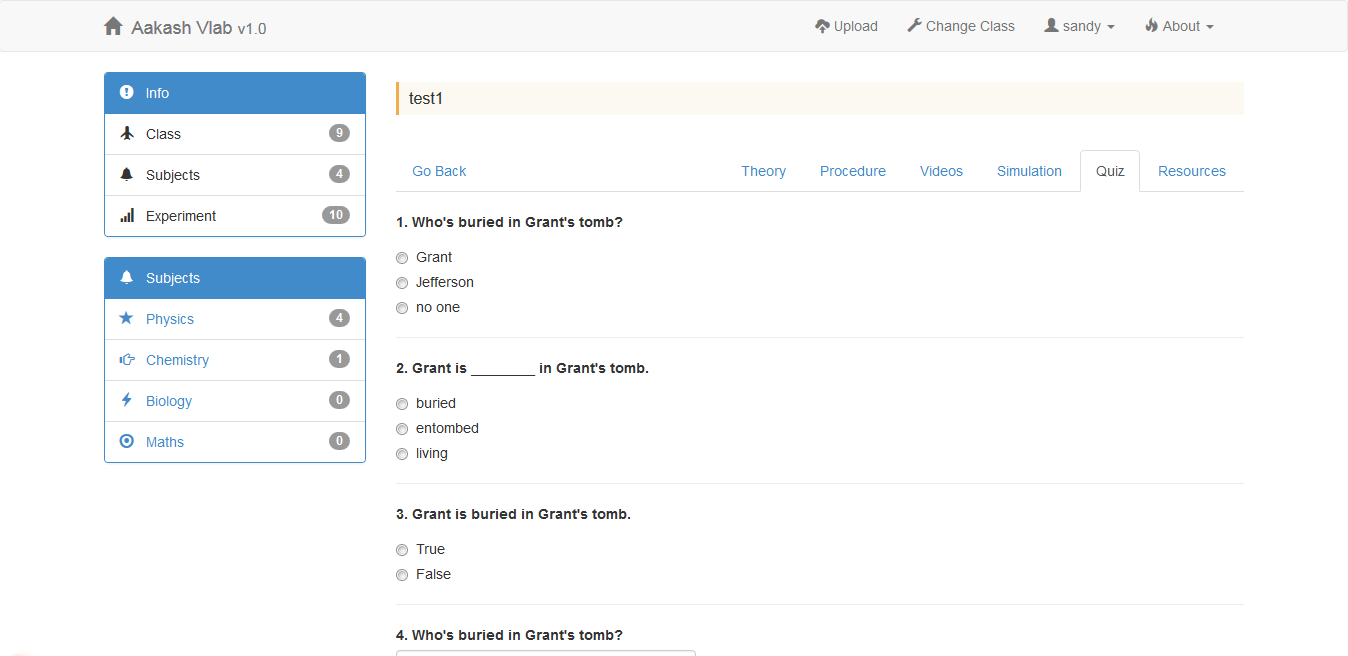 Aakash Vlab v1.0
Upload
Change Class
sandy
About
Info
Class 9
Subjects 4
Experiment 10
Subjects
Physics 4
Chemistry 1
Biology 0
Maths 0
test1
Go Back
Theory
Procedure
Videos
Simulation
Quiz
Resources
1. Who's buried in Grant's tomb?
Grant
Jefferson
no one
2. Grant is ________ in Grant's tomb.
buried
entombed
living
3. Grant is buried in Grant's tomb.
True
False
4. Who's buried in Grant's tomb?